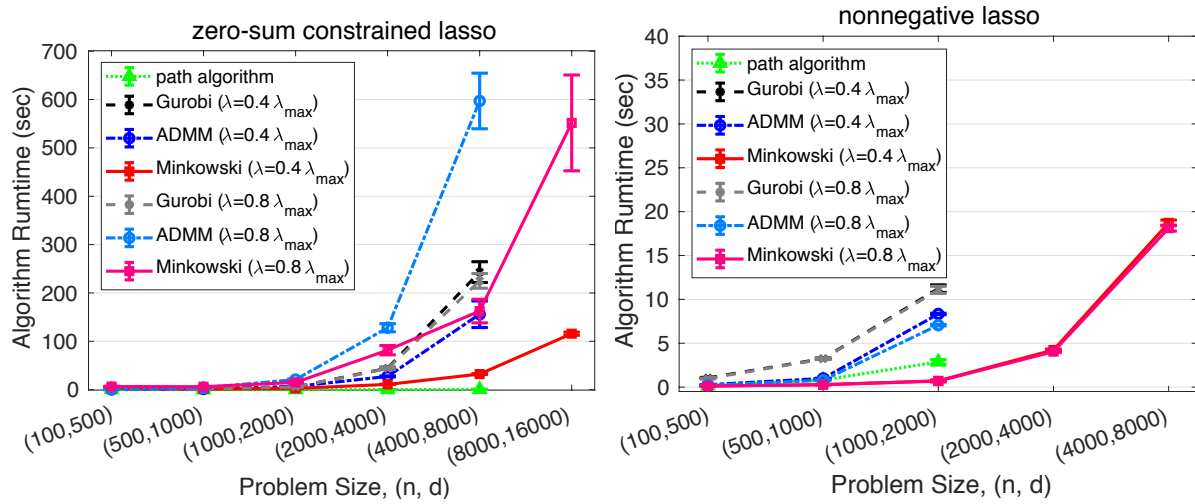 zero-sum constrained lasso
700
600
500
400
300
200
100
0
Algorithm Rumtime (sec)
path algorithm
Gurobi (λ=0.4 λmax)
ADMM (λ=0.4 λmax)
Minkowski (λ=0.4 λmax)
Gurobi (λ=0.8 λmax)
ADMM (λ=0.8 λmax)
Minkowski (λ=0.8 λmax)
(100,500)
(500,1000)
(1000,2000)
(2000,4000)
(4000,8000)
(8000,16000)
Problem Size, (n, d)
nonnegative lasso
40
35
30
25
20
15
10
5
0
Algorithm Rumtime (sec)
path algorithm
Gurobi (λ=0.4 λmax)
ADMM (λ=0.4 λmax)
Minkowski (λ=0.4 λmax)
Gurobi (λ=0.8 λmax)
ADMM (λ=0.8 λmax)
Minkowski (λ=0.8 λmax)
(100,500)
(500,1000)
(1000,2000)
(2000,4000)
(4000,8000)
Problem Size, (n, d)